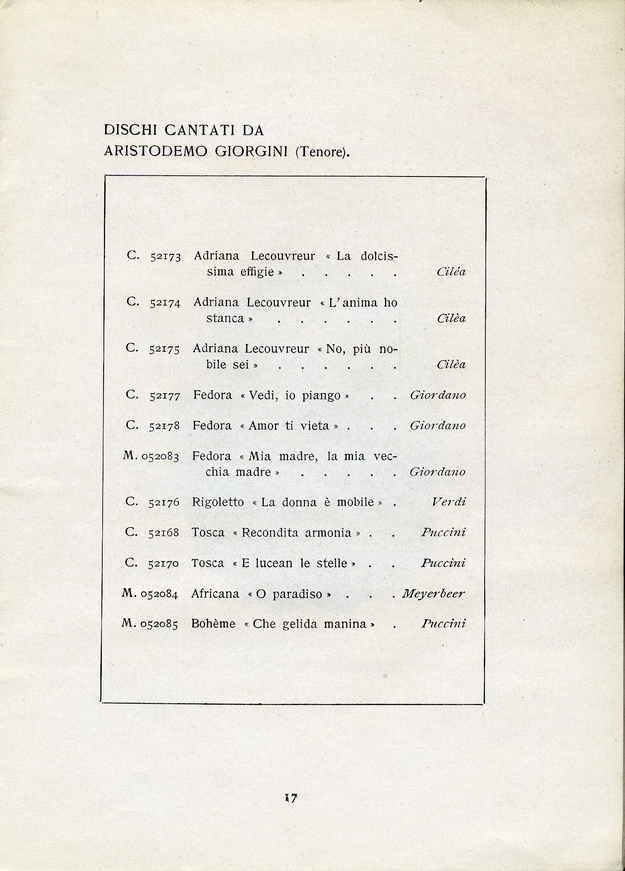 DISCHI CANTATI DA
ARISTODEMO GIORGINI (Tenore).
C. 52173 Adriana Lecouvreur « La dolcis-
sima effigie » . . . . . Cilèa
C. 52174 Adriana Lecouvreur « L'anima ho
stanca » . . . . . . Cilèa
C. 52175 Adriana Lecouvreur « No, più no-
bile sei » . . . . . . Cilèa
C. 52177 Fedora « Vedi, io piango » . . Giordano
C. 52178 Fedora « Amor ti vieta » . . . Giordano
M. 052083 Fedora « Mia madre, la mia vec-
chia madre » . . . . . Giordano
C. 52176 Rigoletto « La donna è mobile » . Verdi
C. 52168 Tosca « Recondita armonia » . . Puccini
C. 52170 Tosca « E lucean le stelle » . . Puccini
M. 052084 Africana « O paradiso » . . . Meyerbeer
M. 052085 Bohème « Che gelida manina » . Puccini
17